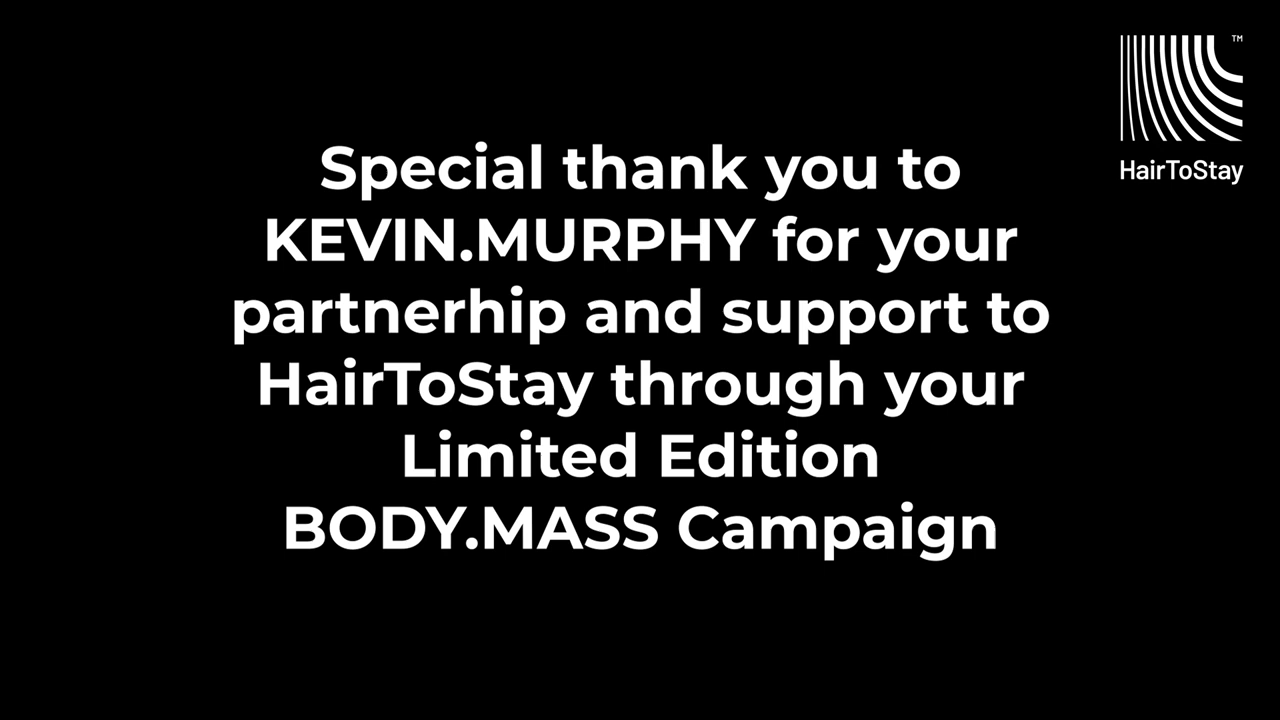 TM
HairToStay
Special thank you to
KEVIN.MURPHY for your
partnerhip and support to
HairToStay through your
Limited Edition
BODY.MASS Campaign